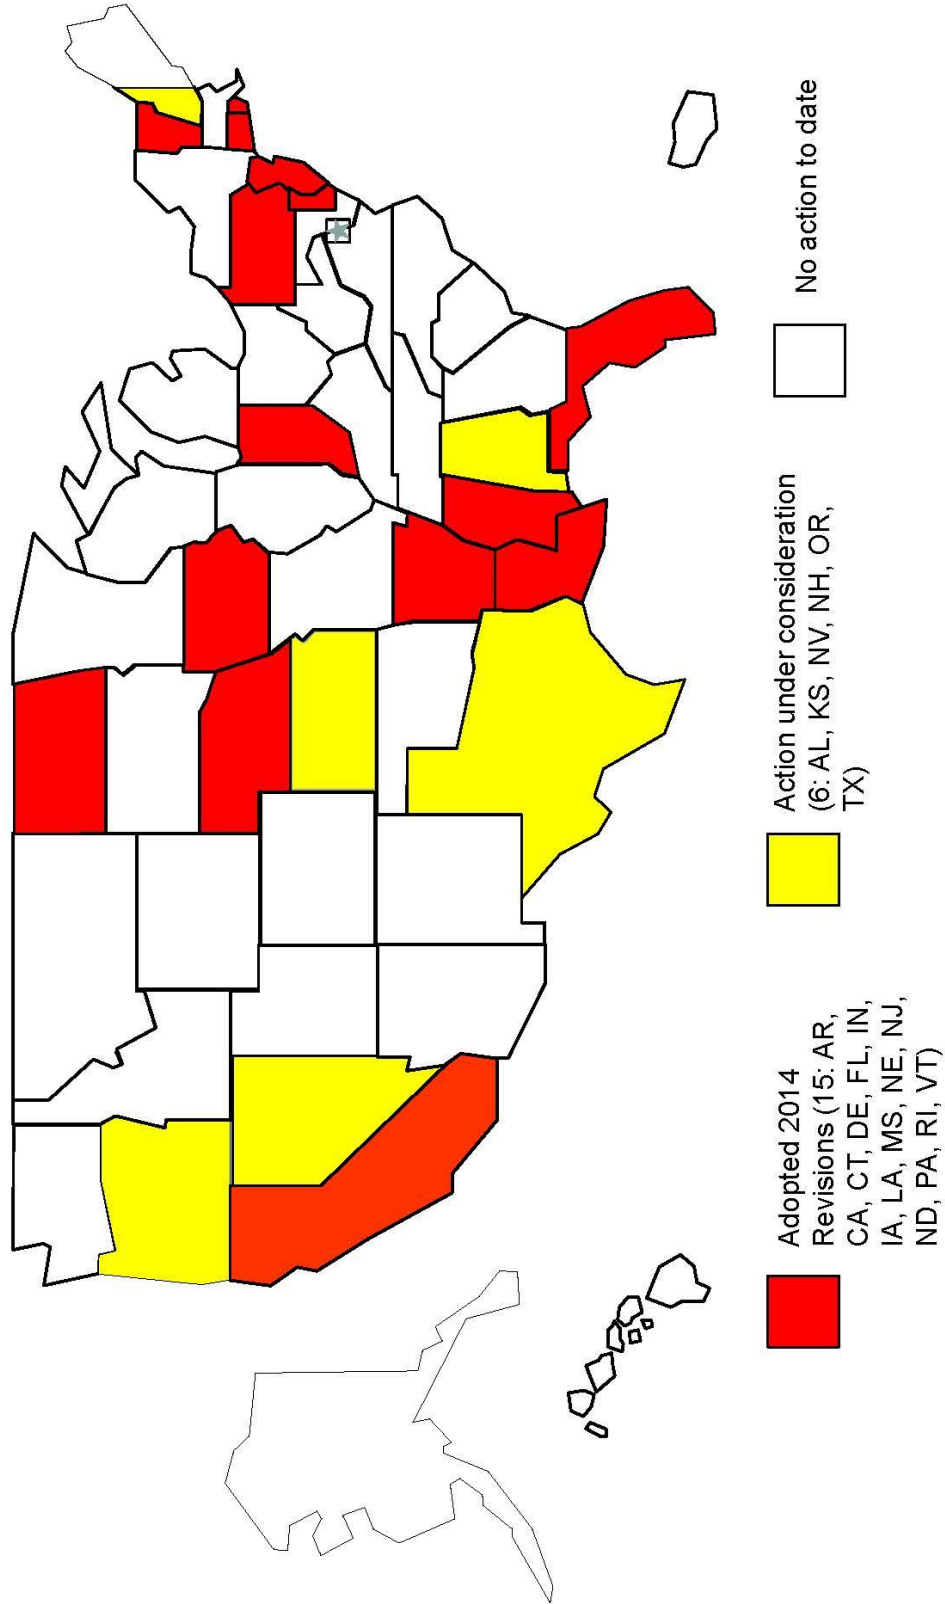 Adopted 2014
Revisions (15: AR,
CA, CT, DE, FL, IN,
IA, LA, MS, NE, NJ,
ND, PA, RI, VT)
Action under consideration
(6: AL, KS, NV, NH, OR,
TX)
No action to date